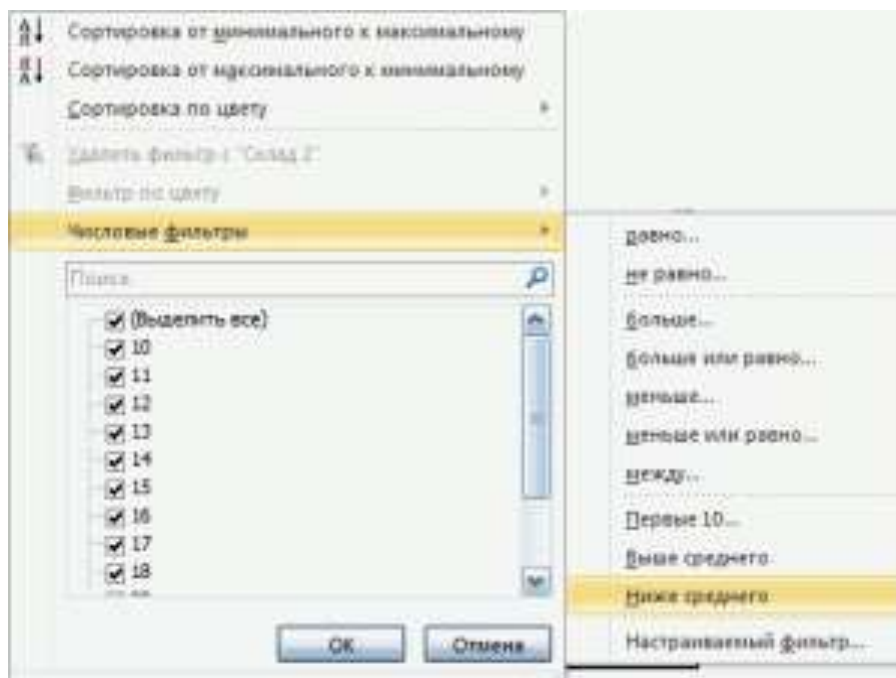 Сортировка от минимального к максимальному
Сортировка от максимального к минимальному
Сортировка по цвету
Удалить фильтр с "Склад 2"
Фильтр по цвету
Числовые фильтры
Поиск
(Выделить все)
10
11
12
13
14
15
16
17
18
ОК
Отмена
равно...
не равно...
больше...
больше или равно...
меньше...
меньше или равно...
между...
Первые 10...
Выше среднего
Ниже среднего
Настраиваемый фильтр...